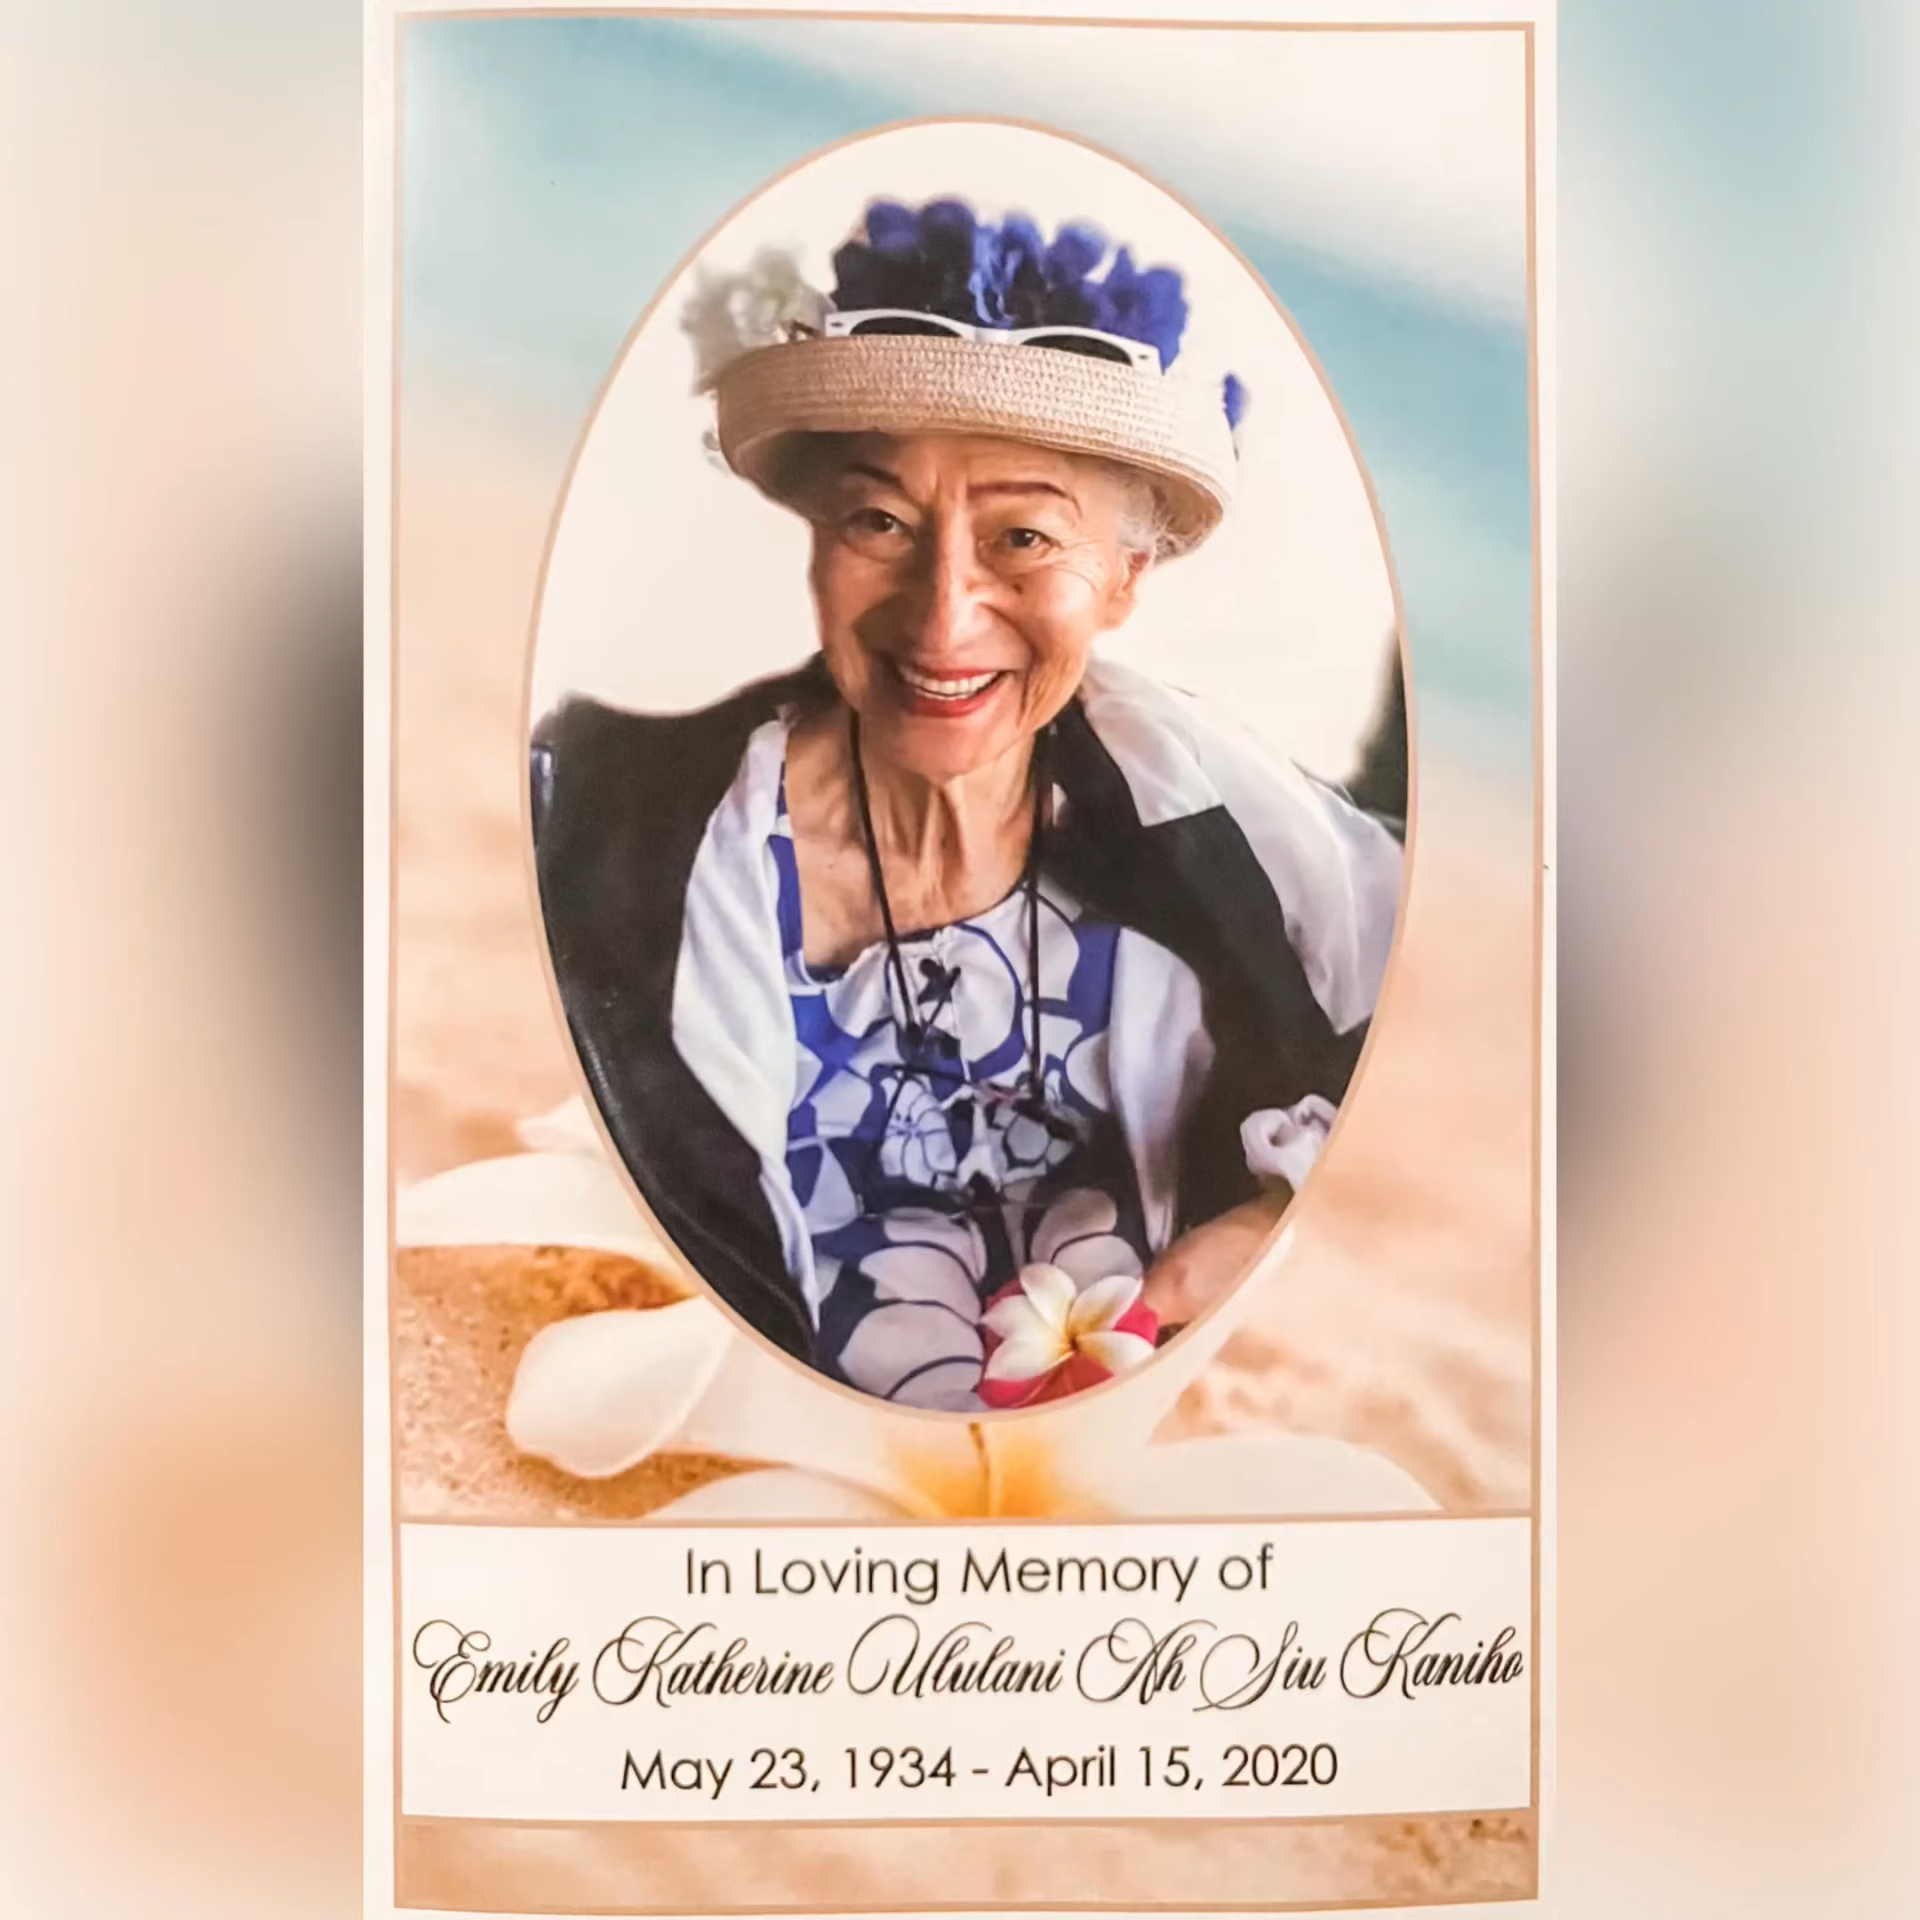 In Loving Memory of
Emily Katherine Ululani Ah Siu Kaniho
May 23, 1934 - April 15, 2020